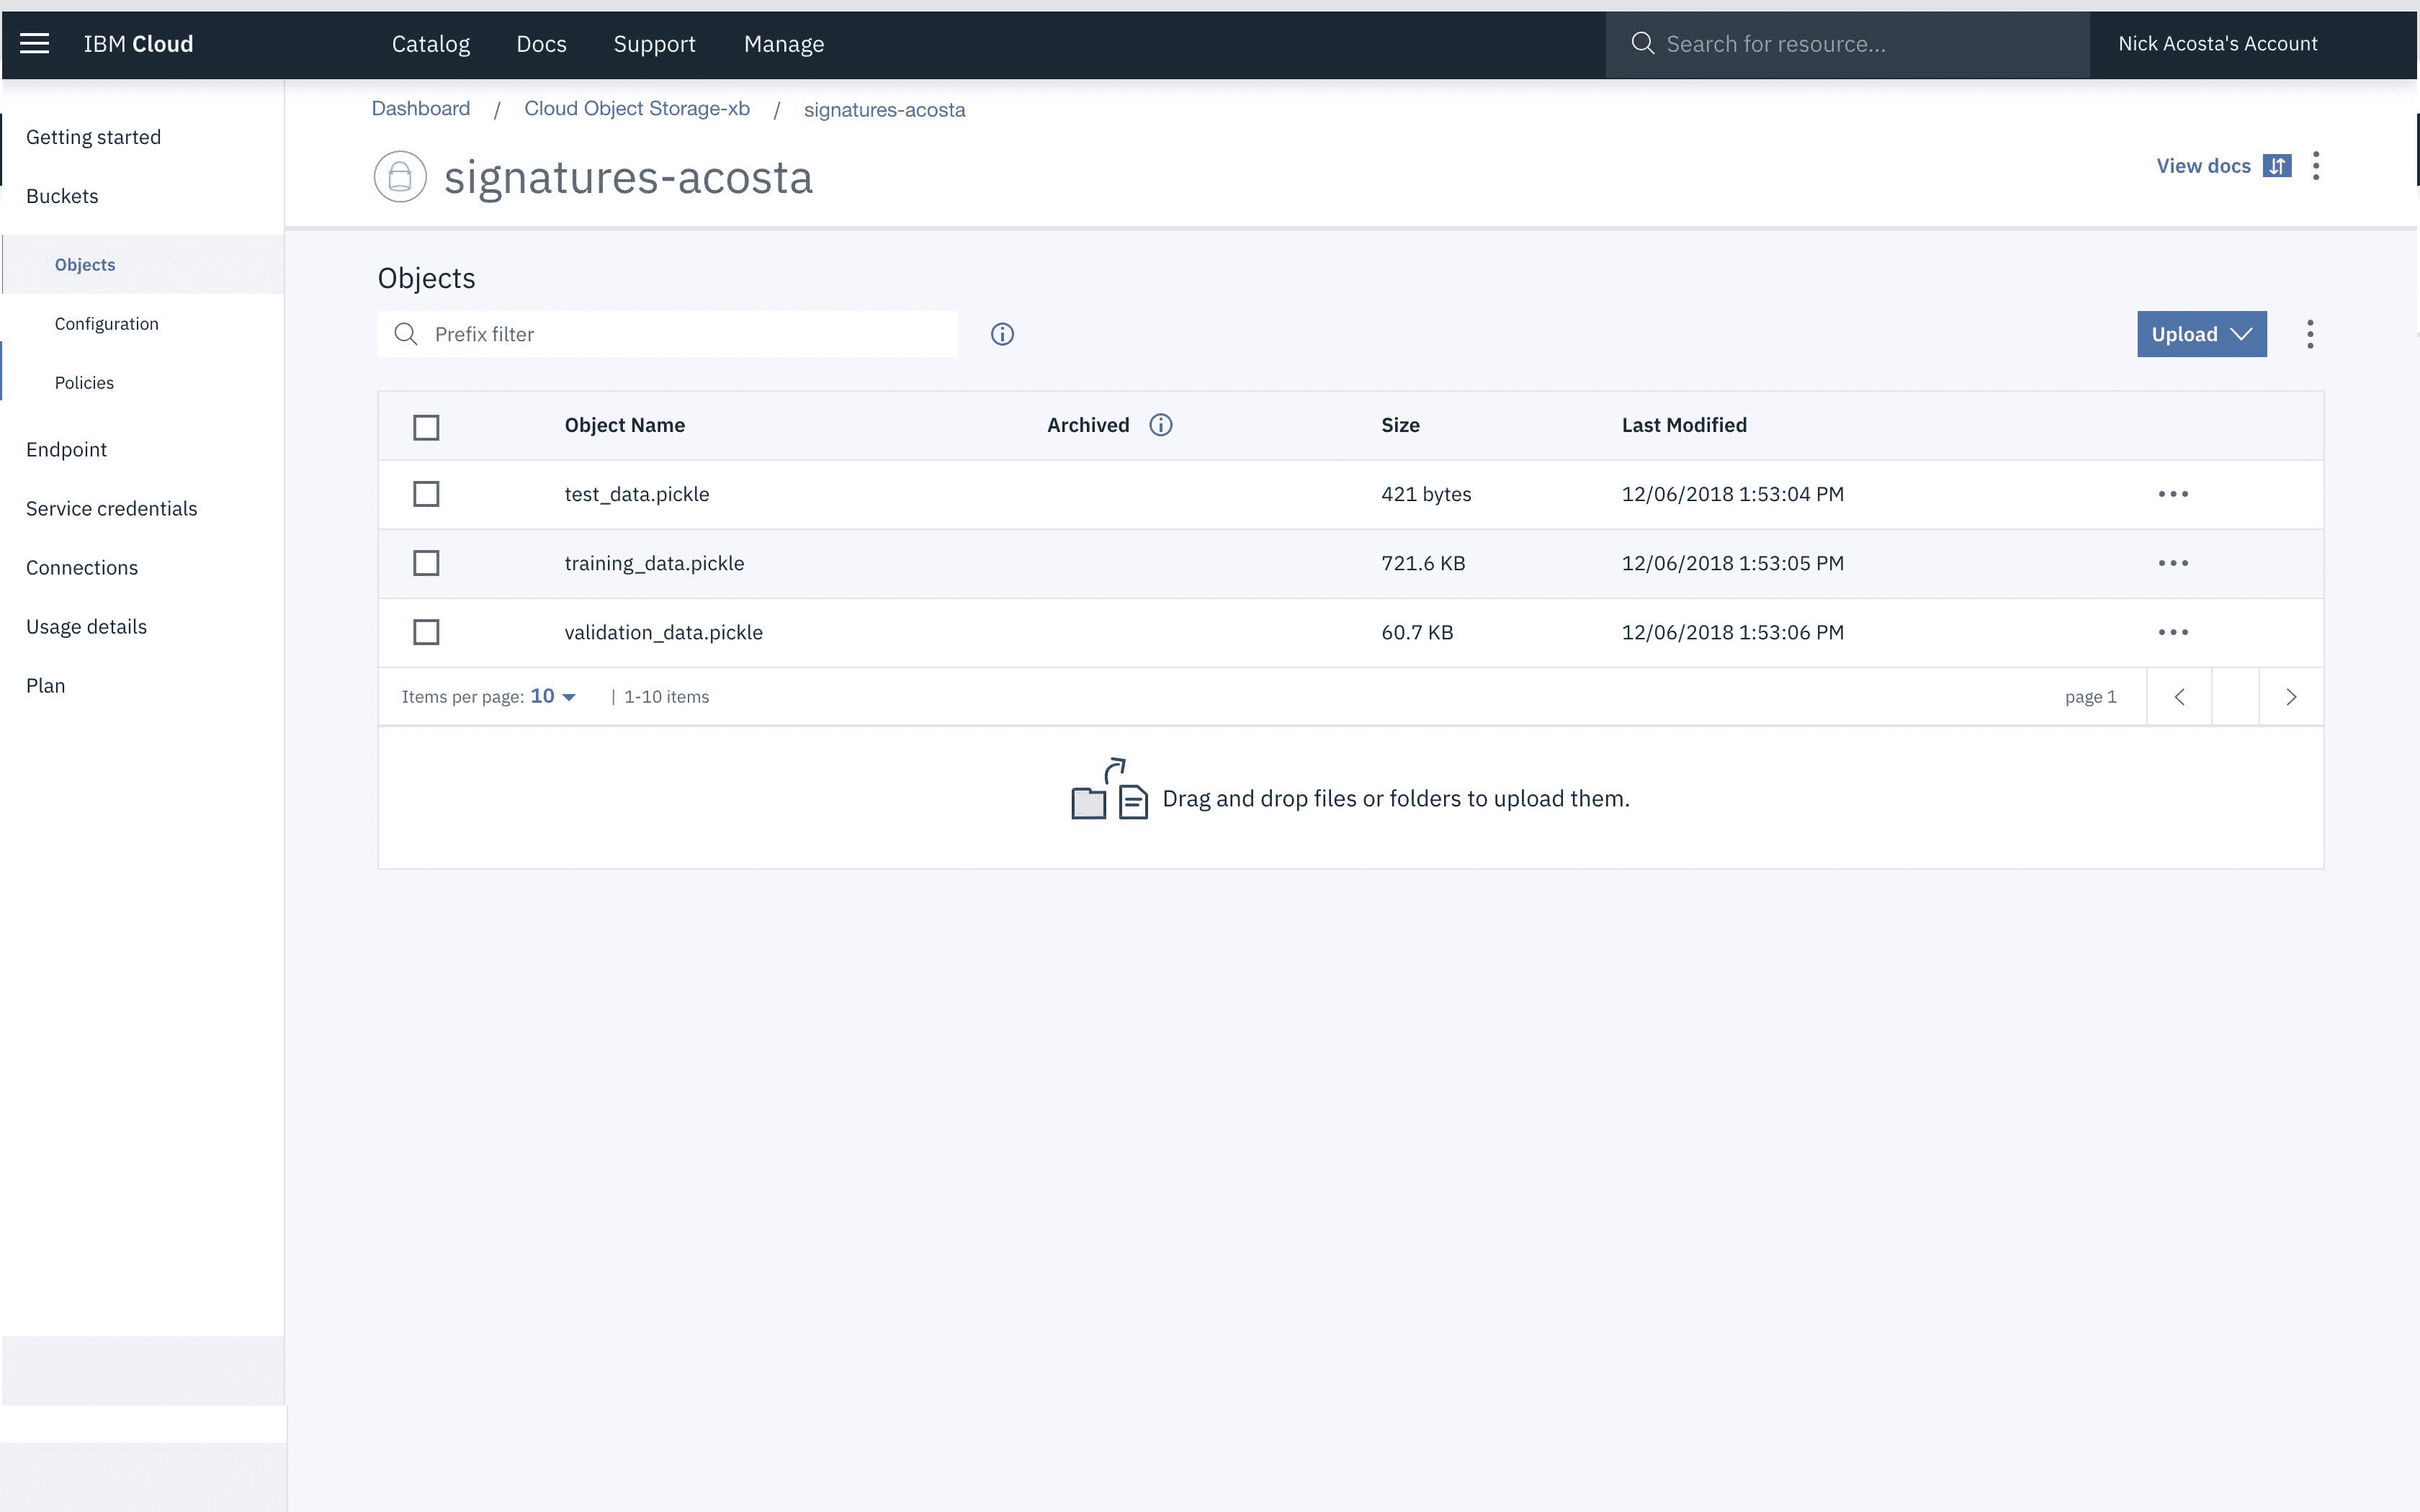 IBM Cloud Catalog Docs Support Manage Search for resource... Nick Acosta's Account
Dashboard / Cloud Object Storage-xb / signatures-acosta
Getting started
signatures-acosta
View docs
Buckets
Objects
Configuration
Policies
Endpoint
Service credentials
Connections
Usage details
Plan
Objects
Prefix filter
Upload
Object Name Archived Size Last Modified
test_data.pickle 421 bytes 12/06/2018 1:53:04 PM
training_data.pickle 721.6 KB 12/06/2018 1:53:05 PM
validation_data.pickle 60.7 KB 12/06/2018 1:53:06 PM
Items per page: 10 | 1-10 items page 1
Drag and drop files or folders to upload them.